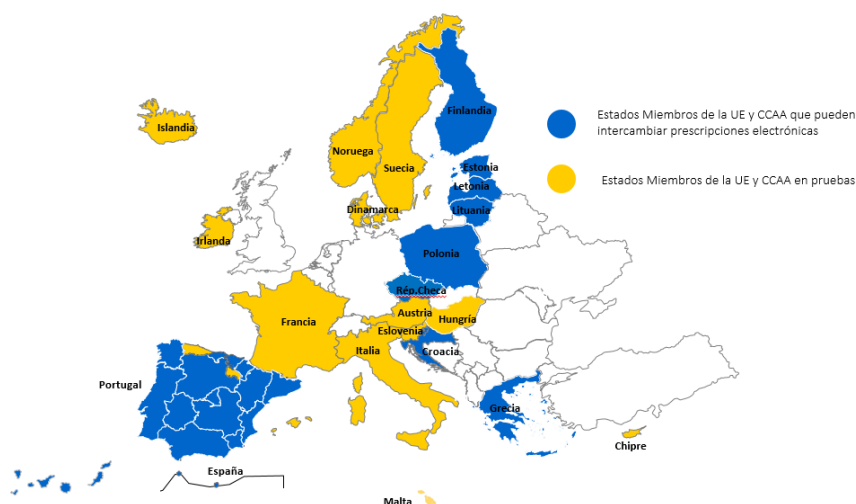 Finlandia
Estados Miembros de la UE y CCAA que pueden
intercambiar prescripciones electrónicas
Islandia
Noruega
Suecia
Estonia
Estados Miembros de la UE y CCAA en pruebas
Letonia
Dinamarca
Lituania
Irlanda
Polonia
Rép.Checa
Austria
Francia
Hungría
Eslovenia
Italia
Croacia
Portugal
Grecia
Chipre
España
Malta